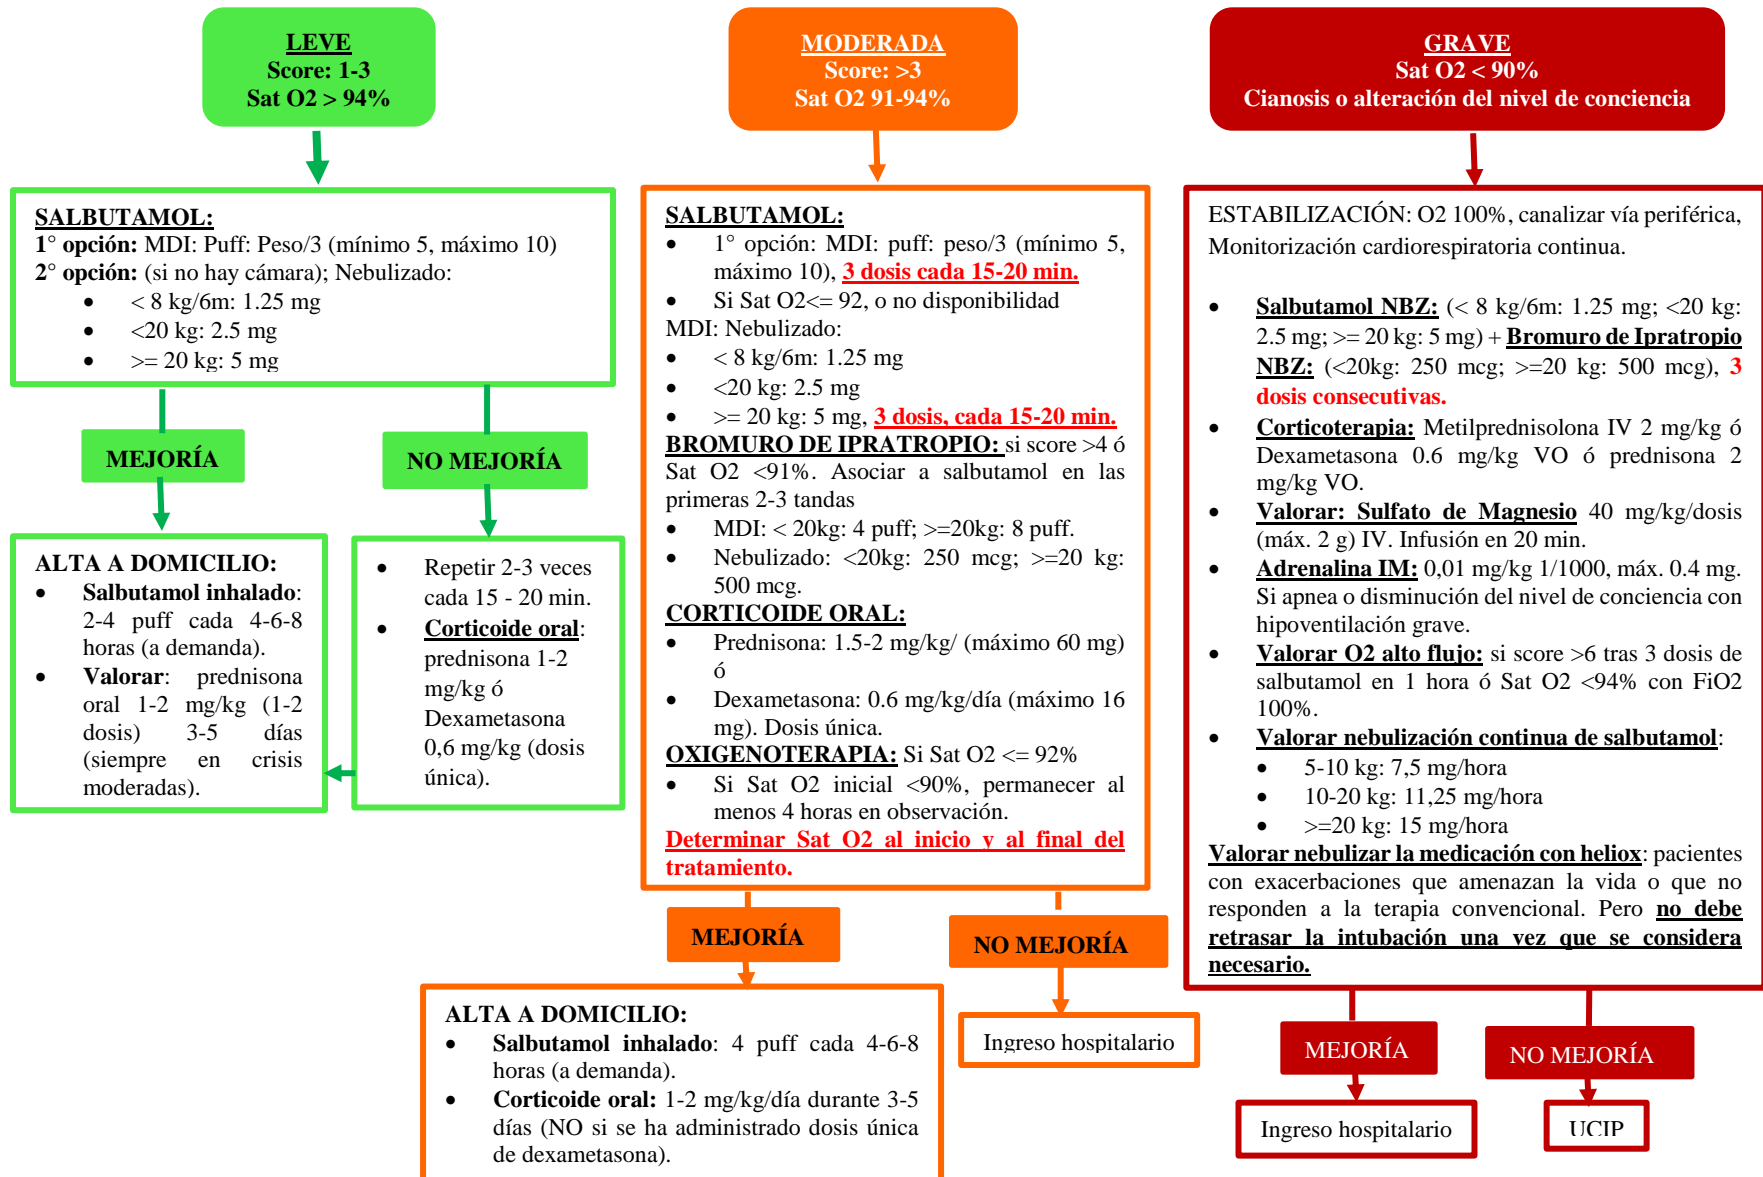 LEVE
Score: 1-3
Sat O2 > 94%
SALBUTAMOL:
1° opción: MDI: Puff: Peso/3 (mínimo 5, máximo 10)
2° opción: (si no hay cámara); Nebulizado:
• < 8 kg/6m: 1.25 mg
• <20 kg: 2.5 mg
• >= 20 kg: 5 mg
MEJORÍA
NO MEJORÍA
ALTA A DOMICILIO:
• Salbutamol inhalado:
2-4 puff cada 4-6-8
horas (a demanda).
• Valorar: prednisona
oral 1-2 mg/kg (1-2
dosis) 3-5 días
(siempre en crisis
moderadas).
• Repetir 2-3 veces
cada 15 - 20 min.
• Corticoide oral:
prednisona 1-2
mg/kg ó
Dexametasona
0,6 mg/kg (dosis
única).
MODERADA
Score: >3
Sat O2 91-94%
SALBUTAMOL:
• 1° opción: MDI: puff: peso/3 (mínimo 5,
máximo 10), 3 dosis cada 15-20 min.
• Si Sat O2<= 92, o no disponibilidad
MDI: Nebulizado:
• < 8 kg/6m: 1.25 mg
• <20 kg: 2.5 mg
• >= 20 kg: 5 mg, 3 dosis, cada 15-20 min.
BROMURO DE IPRATROPIO: si score >4 ó
Sat O2 <91%. Asociar a salbutamol en las
primeras 2-3 tandas
• MDI: < 20kg: 4 puff; >=20kg: 8 puff.
• Nebulizado: <20kg: 250 mcg; >=20 kg:
500 mcg.
CORTICOIDE ORAL:
• Prednisona: 1.5-2 mg/kg/ (máximo 60 mg)
ó
• Dexametasona: 0.6 mg/kg/día (máximo 16
mg). Dosis única.
OXIGENOTERAPIA: Si Sat O2 <= 92%
• Si Sat O2 inicial <90%, permanecer al
menos 4 horas en observación.
Determinar Sat O2 al inicio y al final del
tratamiento.
MEJORÍA
NO MEJORÍA
ALTA A DOMICILIO:
• Salbutamol inhalado: 4 puff cada 4-6-8
horas (a demanda).
• Corticoide oral: 1-2 mg/kg/día durante 3-5
días (NO si se ha administrado dosis única
de dexametasona).
Ingreso hospitalario
GRAVE
Sat O2 < 90%
Cianosis o alteración del nivel de conciencia
ESTABILIZACIÓN: O2 100%, canalizar vía periférica,
Monitorización cardiorespiratoria continua.
• Salbutamol NBZ: (< 8 kg/6m: 1.25 mg; <20 kg:
2.5 mg; >= 20 kg: 5 mg) + Bromuro de Ipratropio
NBZ: (<20kg: 250 mcg; >=20 kg: 500 mcg), 3
dosis consecutivas.
• Corticoterapia: Metilprednisolona IV 2 mg/kg ó
Dexametasona 0.6 mg/kg VO ó prednisona 2
mg/kg VO.
• Valorar: Sulfato de Magnesio 40 mg/kg/dosis
(máx. 2 g) IV. Infusión en 20 min.
• Adrenalina IM: 0,01 mg/kg 1/1000, máx. 0.4 mg.
Si apnea o disminución del nivel de conciencia con
hipoventilación grave.
• Valorar O2 alto flujo: si score >6 tras 3 dosis de
salbutamol en 1 hora ó Sat O2 <94% con FiO2
100%.
• Valorar nebulización continua de salbutamol:
• 5-10 kg: 7,5 mg/hora
• 10-20 kg: 11,25 mg/hora
• >=20 kg: 15 mg/hora
Valorar nebulizar la medicación con heliox: pacientes
con exacerbaciones que amenazan la vida o que no
responden a la terapia convencional. Pero no debe
retrasar la intubación una vez que se considera
necesario.
MEJORÍA
NO MEJORÍA
Ingreso hospitalario
UCIP